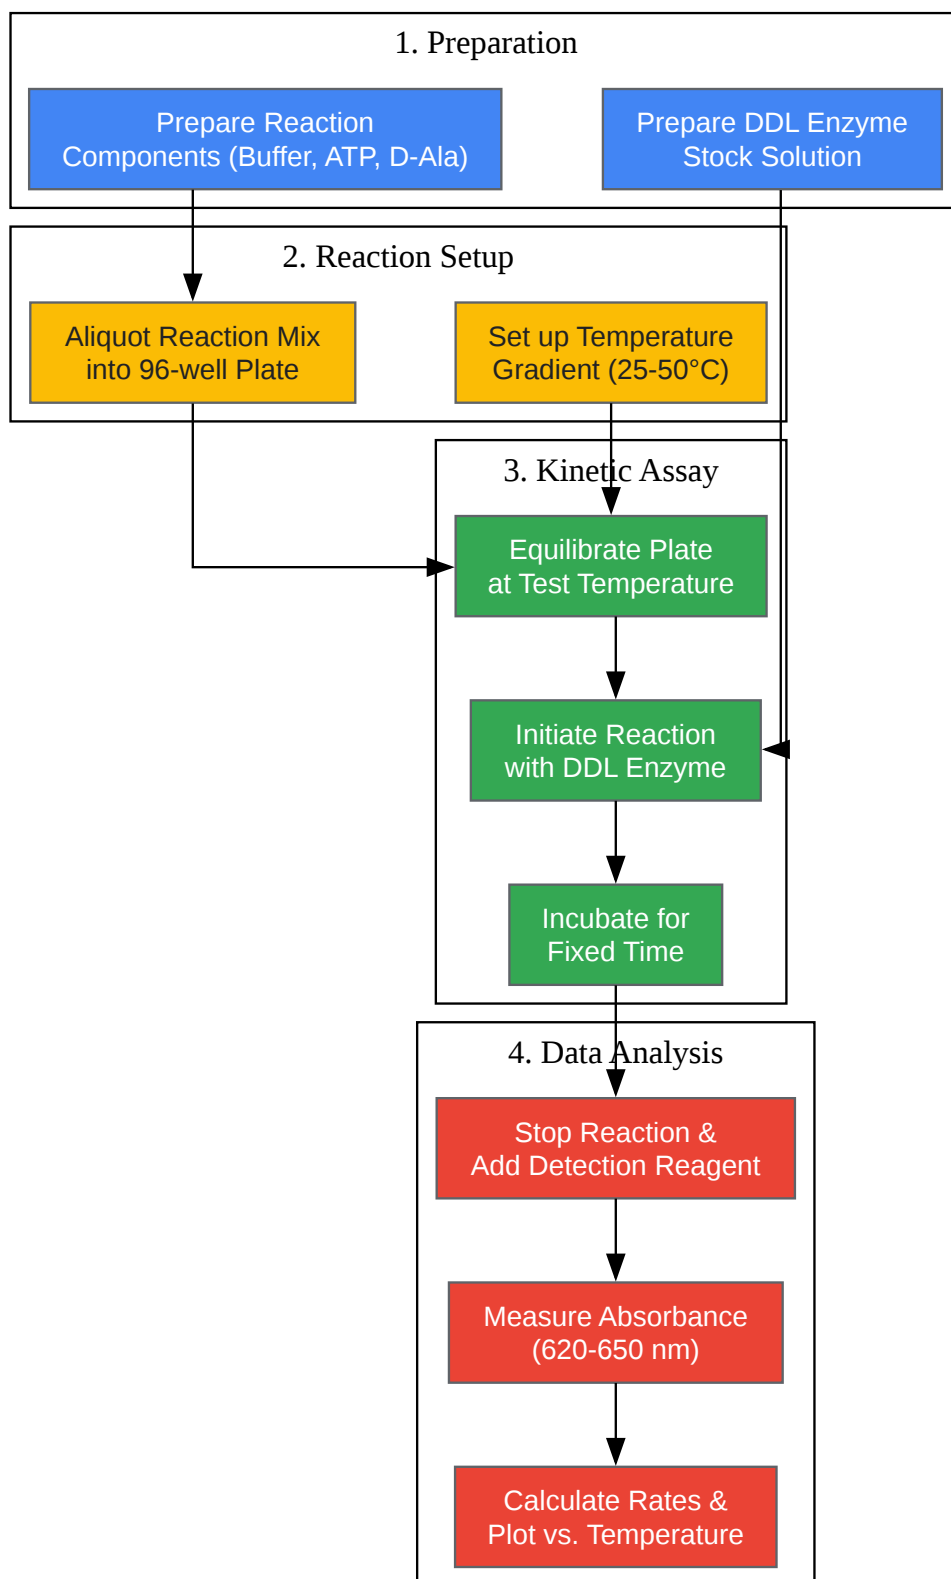 1. Preparation
Prepare Reaction
Components (Buffer, ATP, D-Ala)
Prepare DDL Enzyme
Stock Solution
2. Reaction Setup
Aliquot Reaction Mix
into 96-well Plate
Set up Temperature
Gradient (25-50°C)
3. Kinetic Assay
Equilibrate Plate
at Test Temperature
Initiate Reaction
with DDL Enzyme
Incubate for
Fixed Time
4. Data Analysis
Stop Reaction &
Add Detection Reagent
Measure Absorbance
(620-650 nm)
Calculate Rates &
Plot vs. Temperature